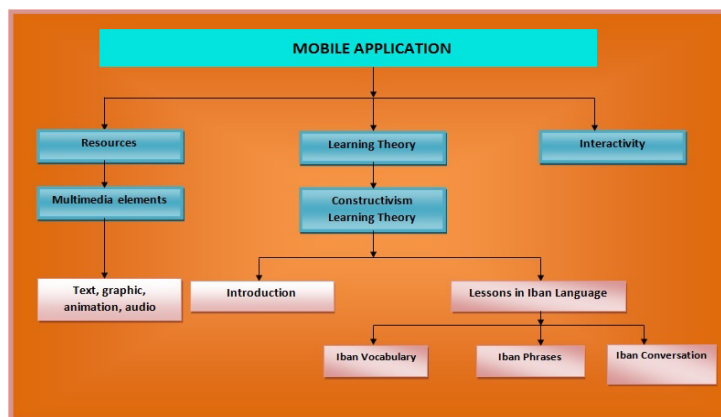 MOBILE APPLICATION
Resources
Learning Theory
Interactivity
Multimedia elements
Constructivism
Learning Theory
Text, graphic,
animation, audio
Introduction
Lessons in Iban Language
Iban Vocabulary
Iban Phrases
Iban Conversation